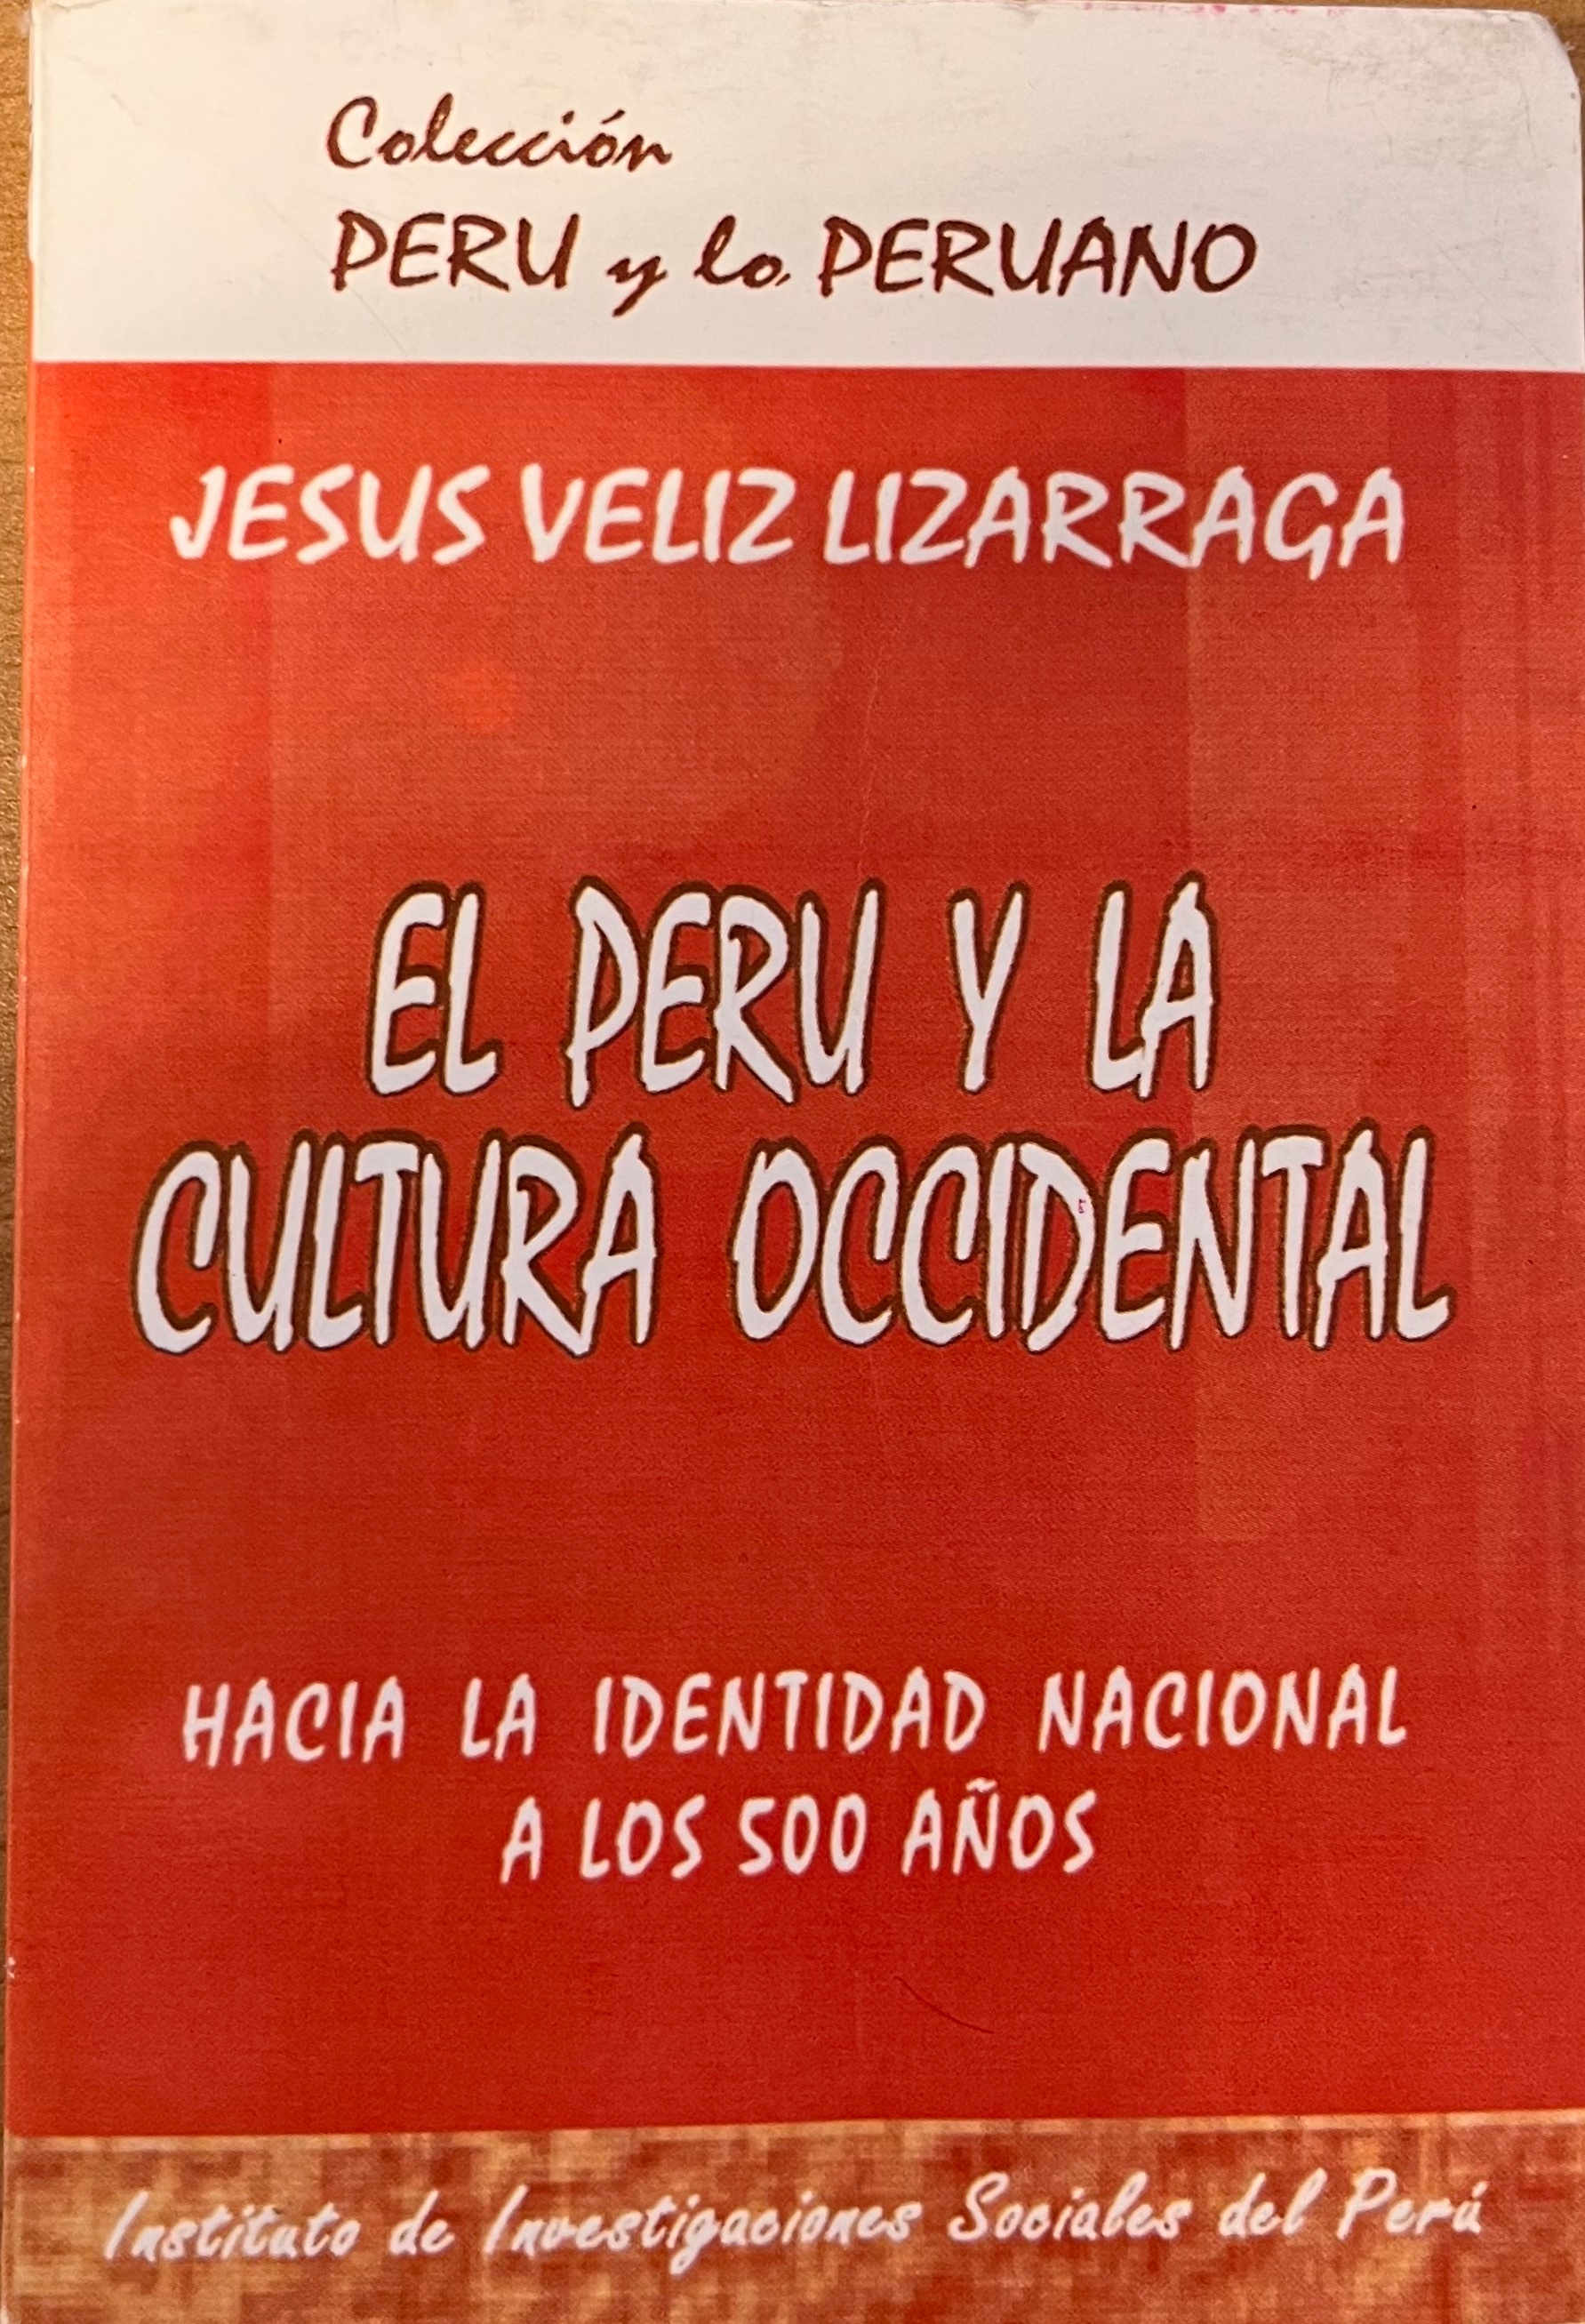 Colección
PERU y lo PERUANO
JESUS VELIZ LIZARRAGA
EL PERU Y LA
CULTURA OCCIDENTAL
HACIA LA IDENTIDAD NACIONAL
A LOS 500 AÑOS
Instituto de Investigaciones Sociales del Perú